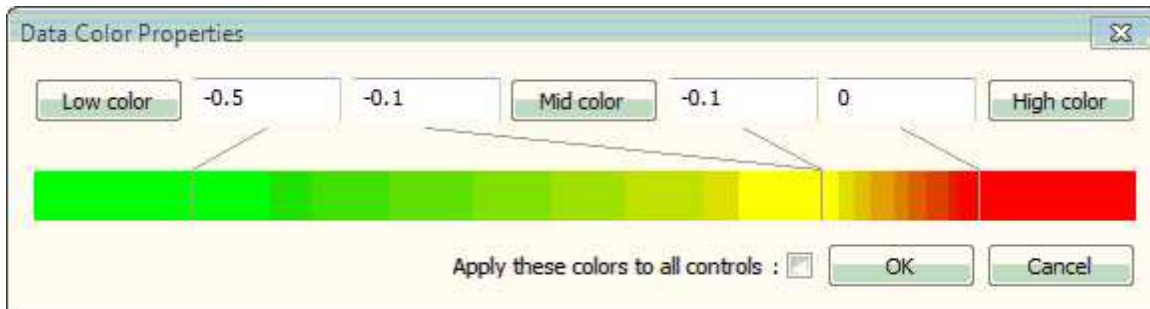 Data Color Properties
Low color -0.5 -0.1 Mid color -0.1 0 High color
Apply these colors to all controls : OK Cancel